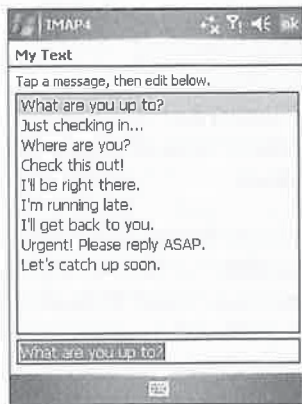 IMAP4 ok
My Text
Tap a message, then edit below.
What are you up to?
Just checking in...
Where are you?
Check this out!
I'll be right there.
I'm running late.
I'll get back to you.
Urgent! Please reply ASAP.
Let's catch up soon.
What are you up to?